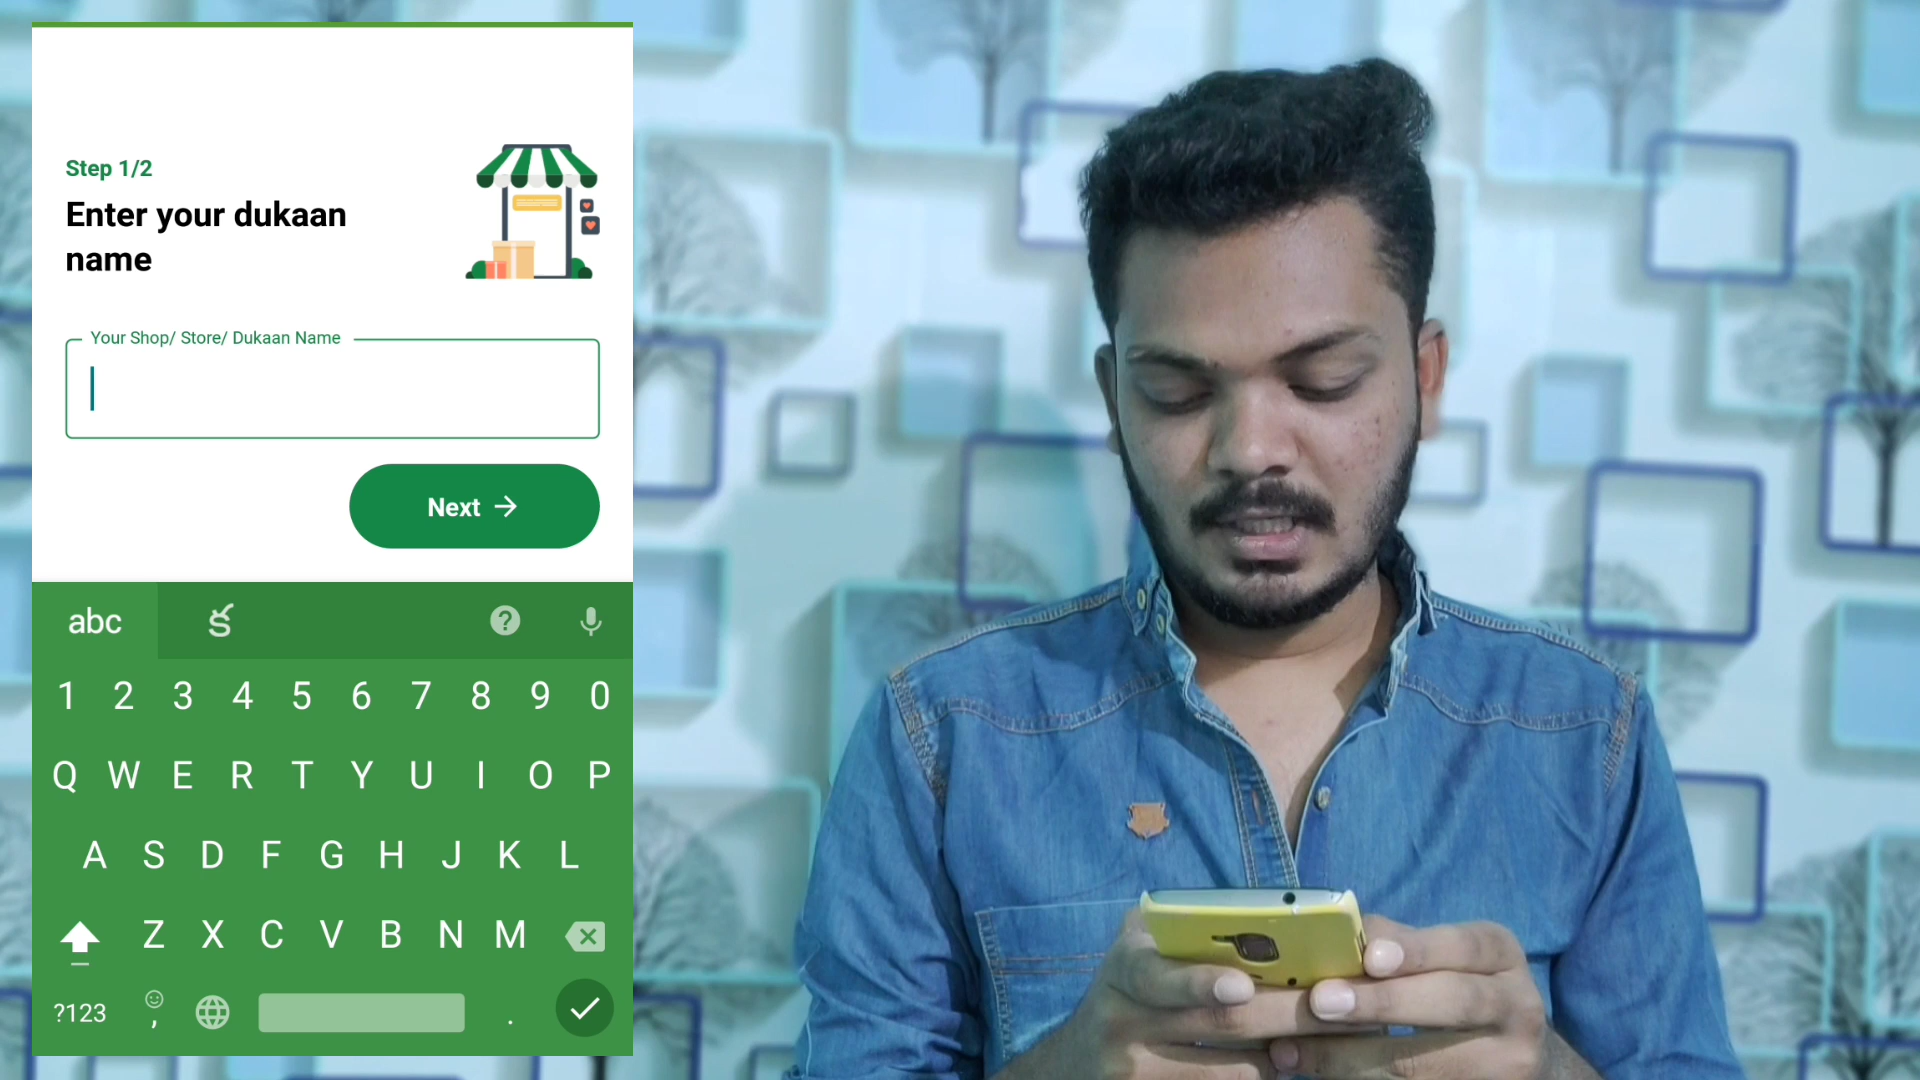 Step 1/2
Enter your dukaan
name
Your Shop/ Store/ Dukaan Name
Next →
abc క
1 2 3 4 5 6 7 8 9 0
Q W E R T Y U I O P
A S D F G H J K L
Z X C V B N M
?123 , .